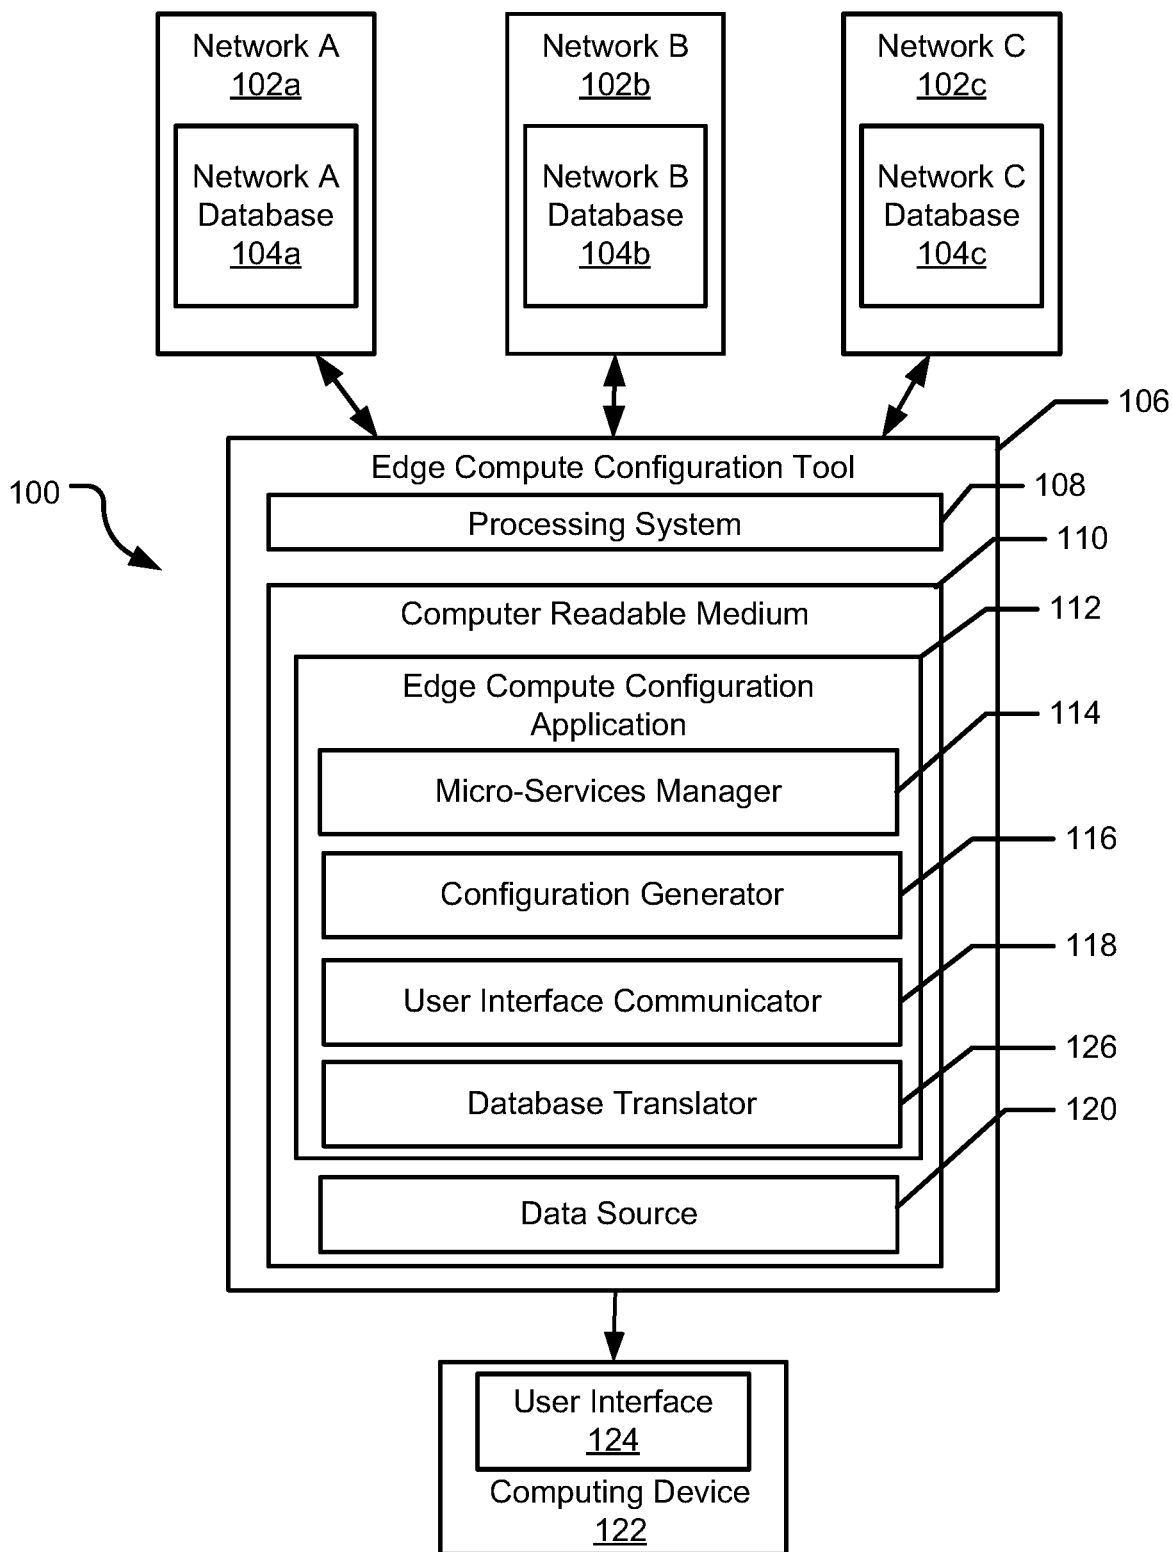 Network A
102a
Network A
Database
104a
Network B
102b
Network B
Database
104b
Network C
102c
Network C
Database
104c
106
Edge Compute Configuration Tool
100
108
Processing System
110
Computer Readable Medium
112
Edge Compute Configuration
Application
114
Micro-Services Manager
116
Configuration Generator
118
User Interface Communicator
126
Database Translator
120
Data Source
User Interface
124
Computing Device
122